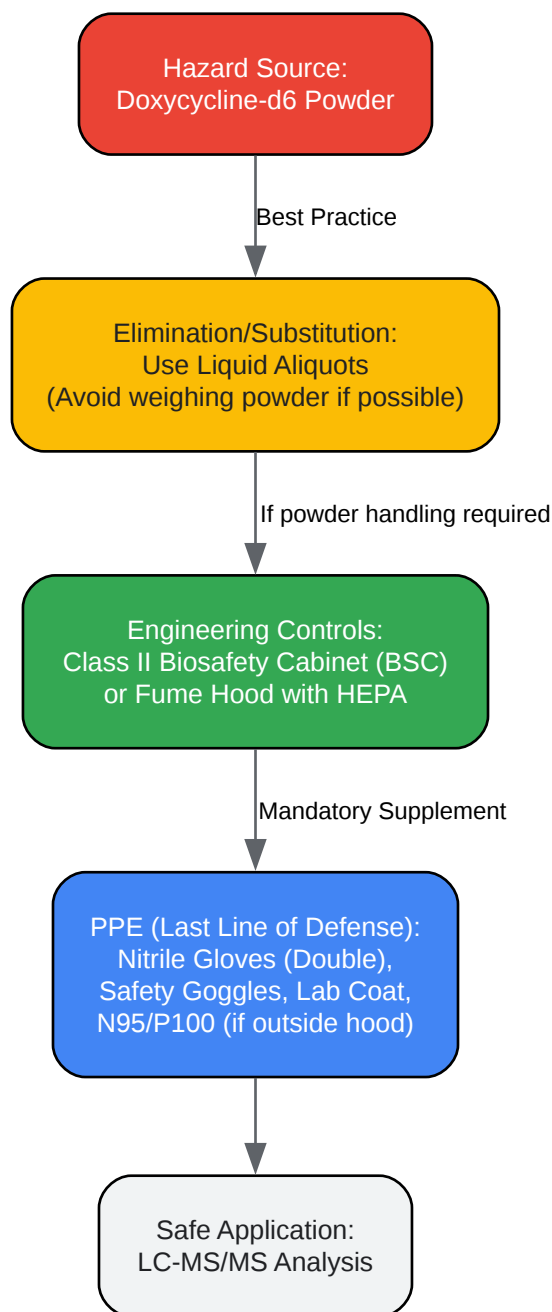 Hazard Source:
Doxycycline-d6 Powder
Best Practice
Elimination/Substitution:
Use Liquid Aliquots
(Avoid weighing powder if possible)
If powder handling required
Engineering Controls:
Class II Biosafety Cabinet (BSC)
or Fume Hood with HEPA
Mandatory Supplement
PPE (Last Line of Defense):
Nitrile Gloves (Double),
Safety Goggles, Lab Coat,
N95/P100 (if outside hood)
Safe Application:
LC-MS/MS Analysis